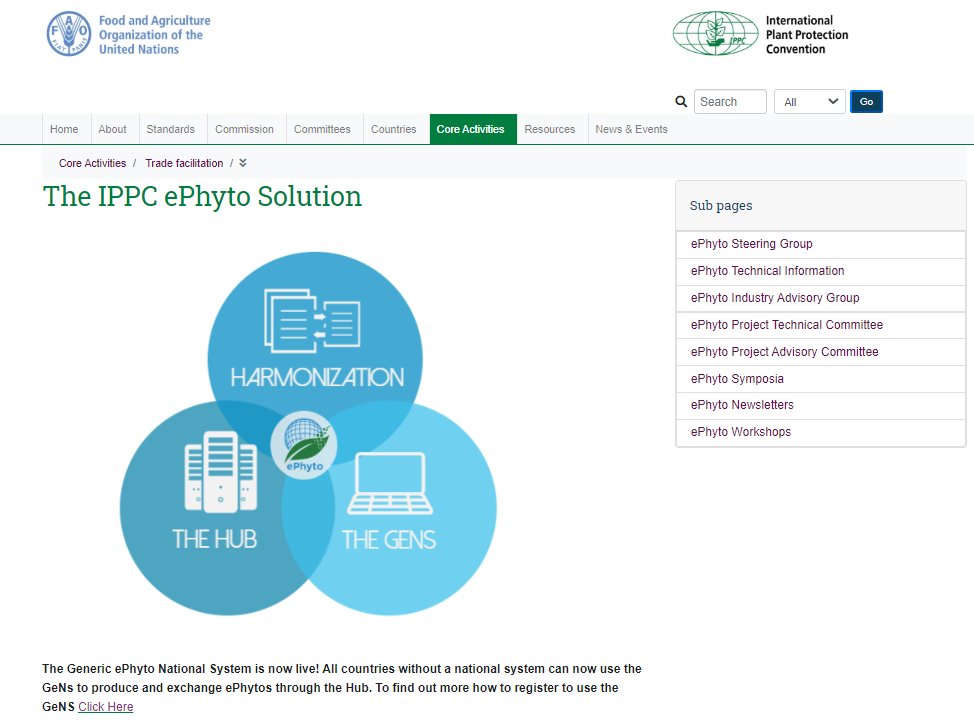 Food and Agriculture
Organization of the
United Nations
FAO
FIAT PANIS
IPPC
International
Plant Protection
Convention
Search
All
Go
Home
About
Standards
Commission
Committees
Countries
Core Activities
Resources
News & Events
Core Activities / Trade facilitation /
The IPPC ePhyto Solution
HARMONIZATION
ePhyto
THE HUB
THE GENS
The Generic ePhyto National System is now live! All countries without a national system can now use the
GeNs to produce and exchange ePhytos through the Hub. To find out more how to register to use the
GeNS Click Here
Sub pages
ePhyto Steering Group
ePhyto Technical Information
ePhyto Industry Advisory Group
ePhyto Project Technical Committee
ePhyto Project Advisory Committee
ePhyto Symposia
ePhyto Newsletters
ePhyto Workshops